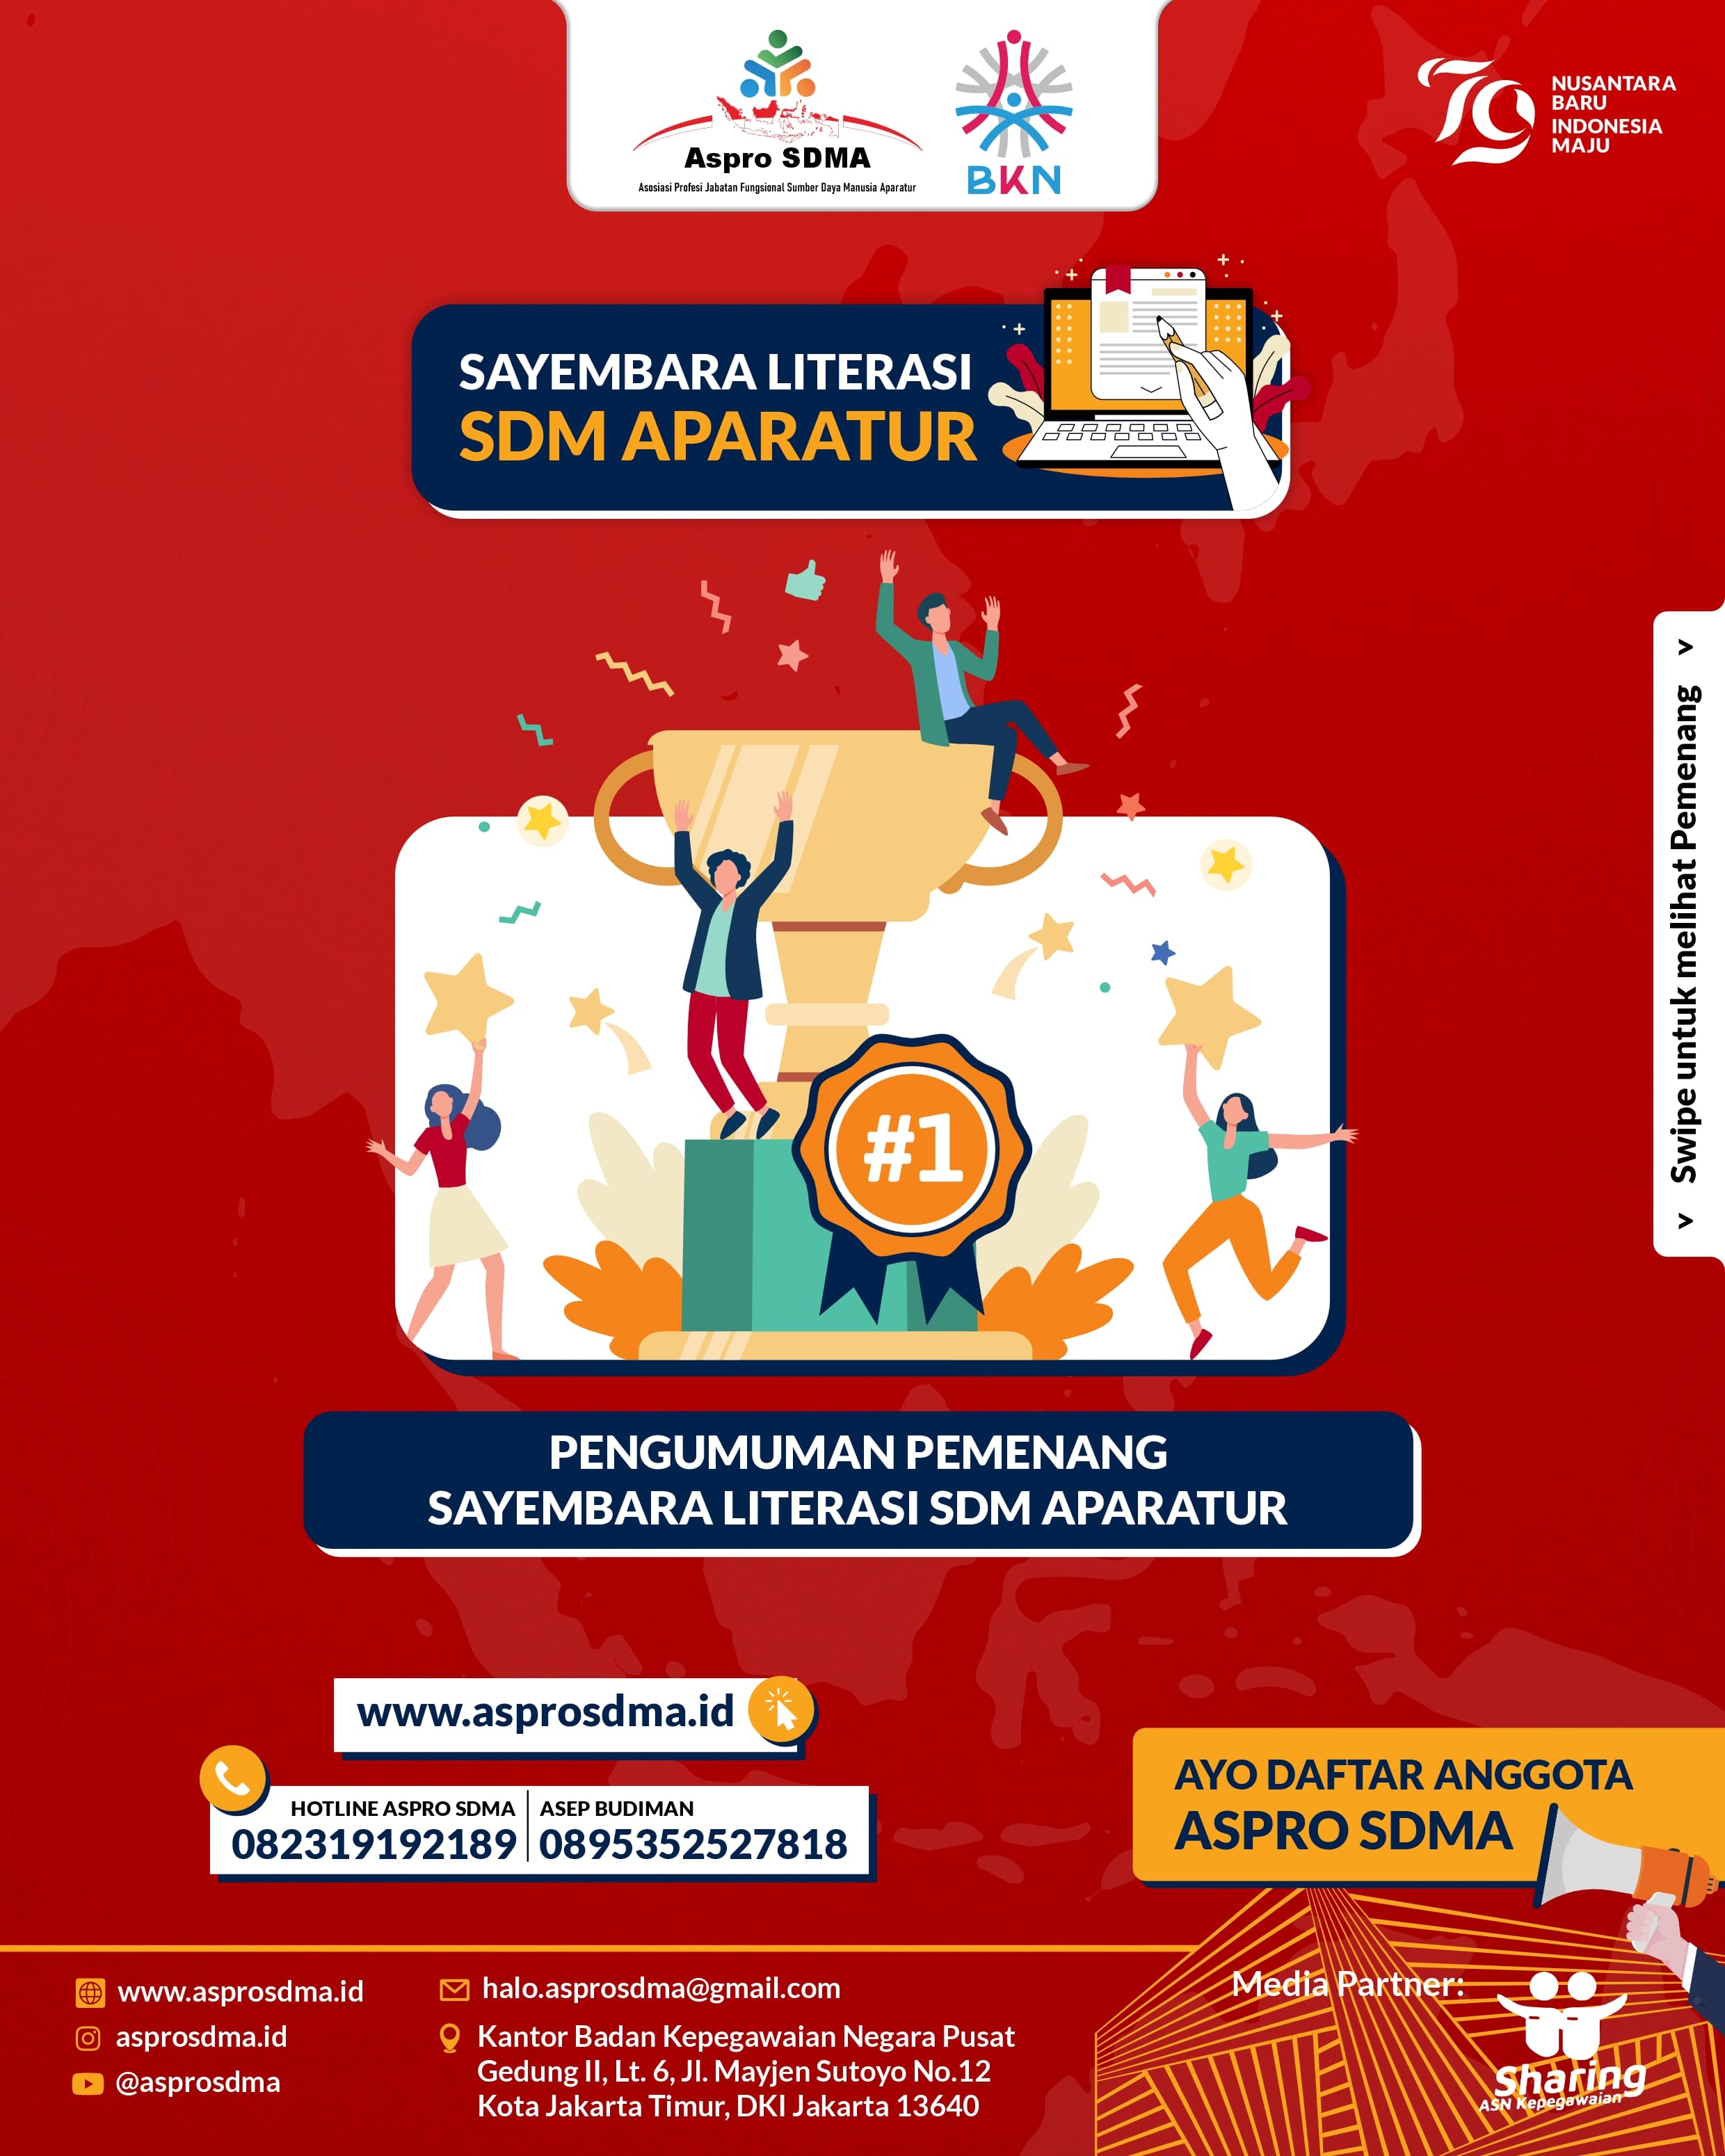 Aspro SDMA
Asosiasi Profesi Jabatan Fungsional Sumber Daya Manusia Aparatur
BKN
79
NUSANTARA
BARU
INDONESIA
MAJU
SAYEMBARA LITERASI
SDM APARATUR
> Swipe untuk melihat Pemenang >
#1
PENGUMUMAN PEMENANG
SAYEMBARA LITERASI SDM APARATUR
www.asprosdma.id
HOTLINE ASPRO SDMA
082319192189
ASEP BUDIMAN
0895352527818
AYO DAFTAR ANGGOTA
ASPRO SDMA
www.asprosdma.id
asprosdma.id
@asprosdma
halo.asprosdma@gmail.com
Kantor Badan Kepegawaian Negara Pusat
Gedung II, Lt. 6, Jl. Mayjen Sutoyo No.12
Kota Jakarta Timur, DKI Jakarta 13640
Media Partner:
Sharing
ASN Kepegawaian